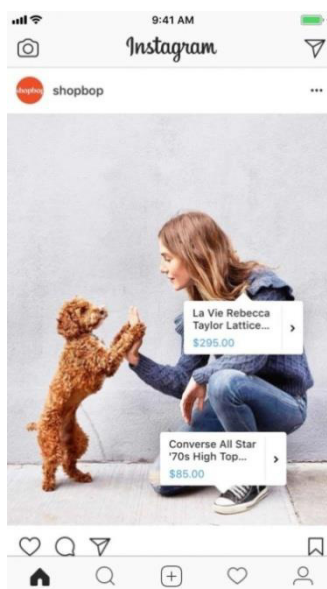 9:41 AM
Instagram
shopbop
shopbop
La Vie Rebecca
Taylor Lattice...
$295.00
Converse All Star
'70s High Top...
$85.00